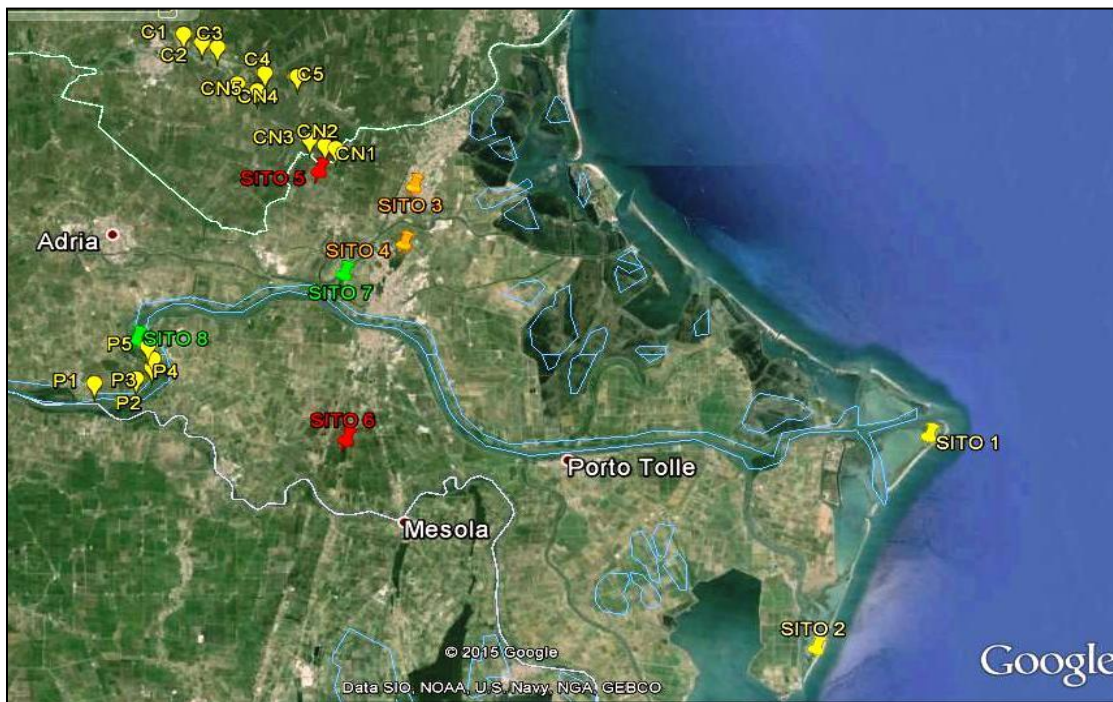 C1
C3
C2
C4
C5
CN5
CN4
CN3
CN2
CN1
SITO 5
SITO 3
Adria
SITO 4
SITO 7
SITO 8
P5
P4
P1
P3
P2
SITO 6
SITO 1
Porto Tolle
Mesola
SITO 2
© 2015 Google
Google
Data SIO, NOAA, U.S. Navy, NGA, GEBCO